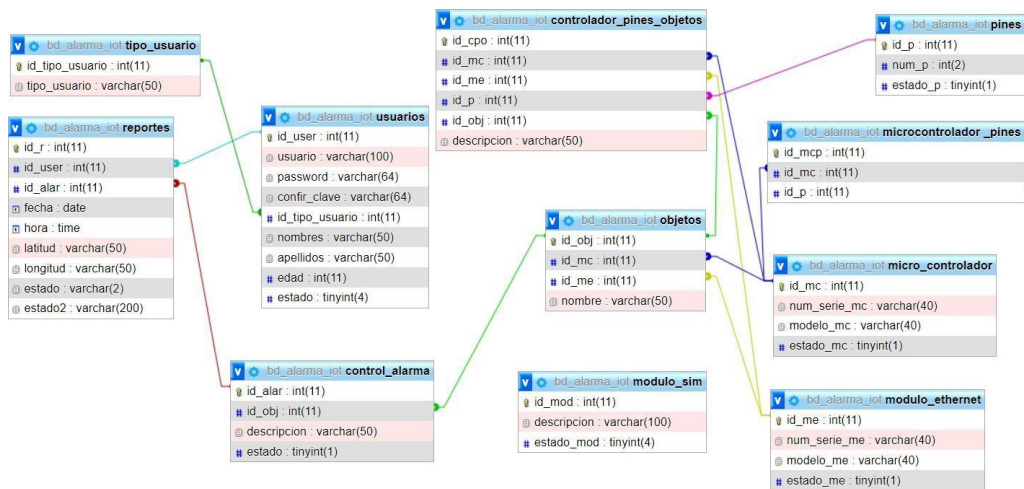 bd_alarma_iot tipo_usuario
id_tipo_usuario : int(11)
tipo_usuario : varchar(50)
bd_alarma_iot reportes
id_r : int(11)
id_user : int(11)
id_alar : int(11)
fecha : date
hora : time
latitud : varchar(50)
longitud : varchar(50)
estado : varchar(2)
estado2 : varchar(200)
bd_alarma_iot usuarios
id_user : int(11)
usuario : varchar(100)
password : varchar(64)
confir_clave : varchar(64)
id_tipo_usuario : int(11)
nombres : varchar(50)
apellidos : varchar(50)
edad : int(11)
estado : tinyint(4)
bd_alarma_iot control_alarma
id_alar : int(11)
id_obj : int(11)
descripcion : varchar(50)
estado : tinyint(1)
bd_alarma_iot controlador_pines_objetos
id_cpo : int(11)
id_mc : int(11)
id_me : int(11)
id_p : int(11)
id_obj : int(11)
descripcion : varchar(50)
bd_alarma_iot objetos
id_obj : int(11)
id_mc : int(11)
id_me : int(11)
nombre : varchar(50)
bd_alarma_iot modulo_sim
id_mod : int(11)
descripcion : varchar(100)
estado_mod : tinyint(4)
bd_alarma_iot pines
id_p : int(11)
num_p : int(2)
estado_p : tinyint(1)
bd_alarma_iot microcontrolador _pines
id_mcp : int(11)
id_mc : int(11)
id_p : int(11)
bd_alarma_iot micro_controlador
id_mc : int(11)
num_serie_mc : varchar(40)
modelo_mc : varchar(40)
estado_mc : tinyint(1)
bd_alarma_iot modulo_ethernet
id_me : int(11)
num_serie_me : varchar(40)
modelo_me : varchar(40)
estado_me : tinyint(1)